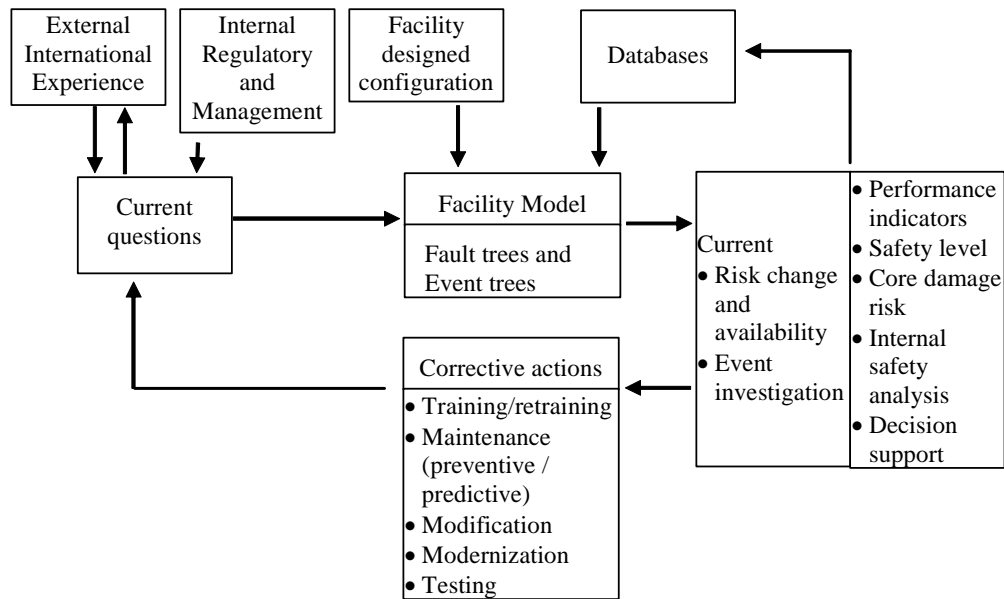 External
International
Experience
Internal
Regulatory
and
Management
Facility
designed
configuration
Databases
Current
questions
Facility Model
Fault trees and
Event trees
Current
• Risk change
and
availability
• Event
investigation
• Performance
indicators
• Safety level
• Core damage
risk
• Internal
safety
analysis
• Decision
support
Corrective actions
• Training/retraining
• Maintenance
(preventive /
predictive)
• Modification
• Modernization
• Testing